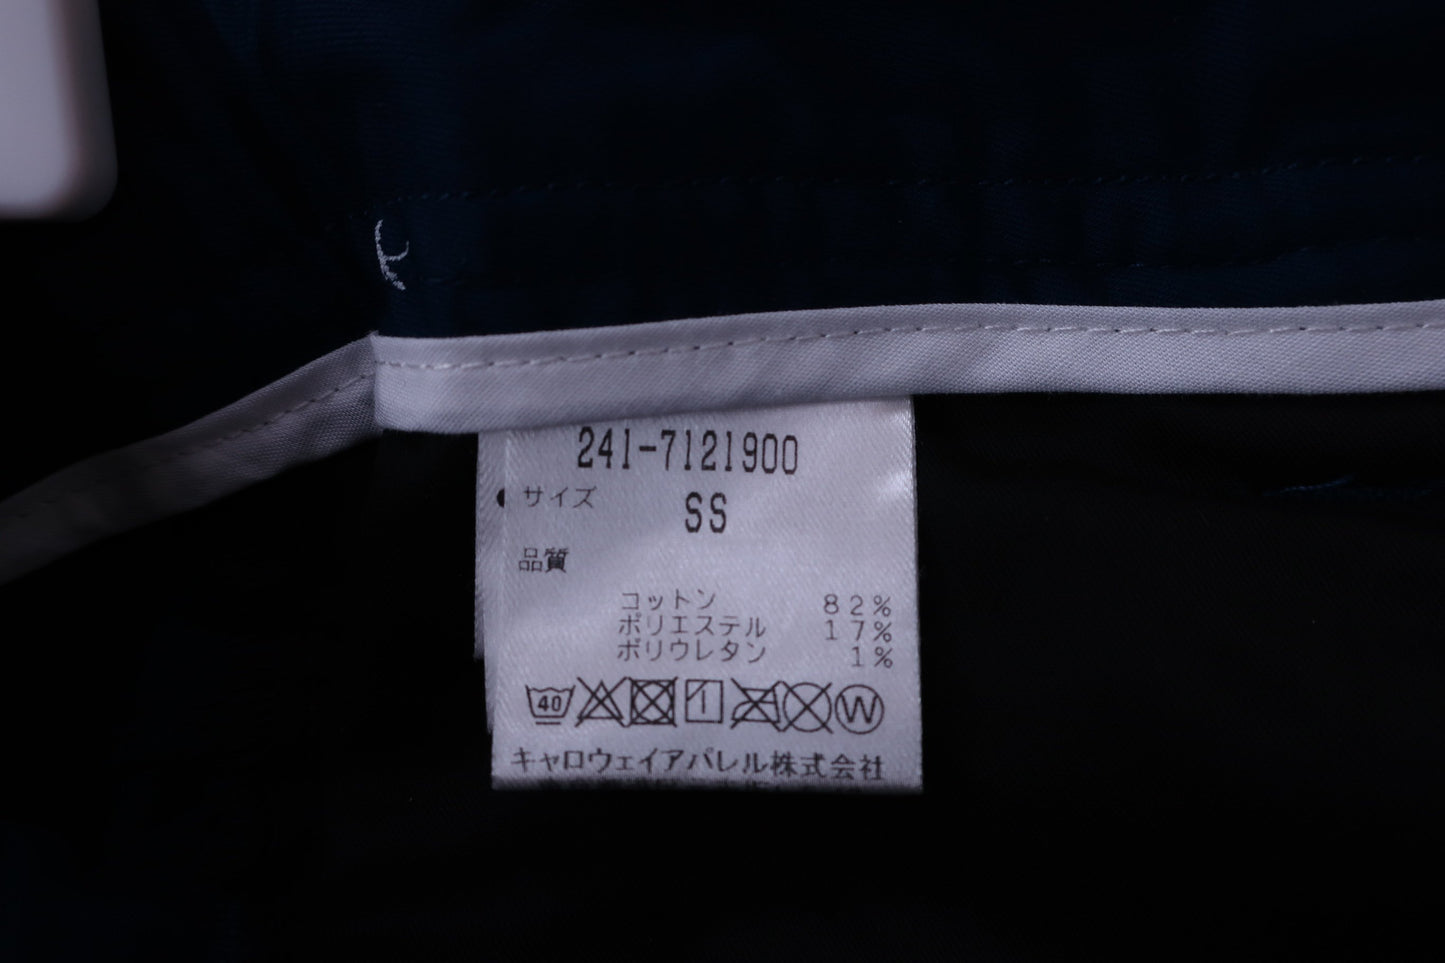 241-7121900
サイズ SS
品質
コットン 82%
ポリエステル 17%
ポリウレタン 1%
40 W
キャロウェイアパレル株式会社